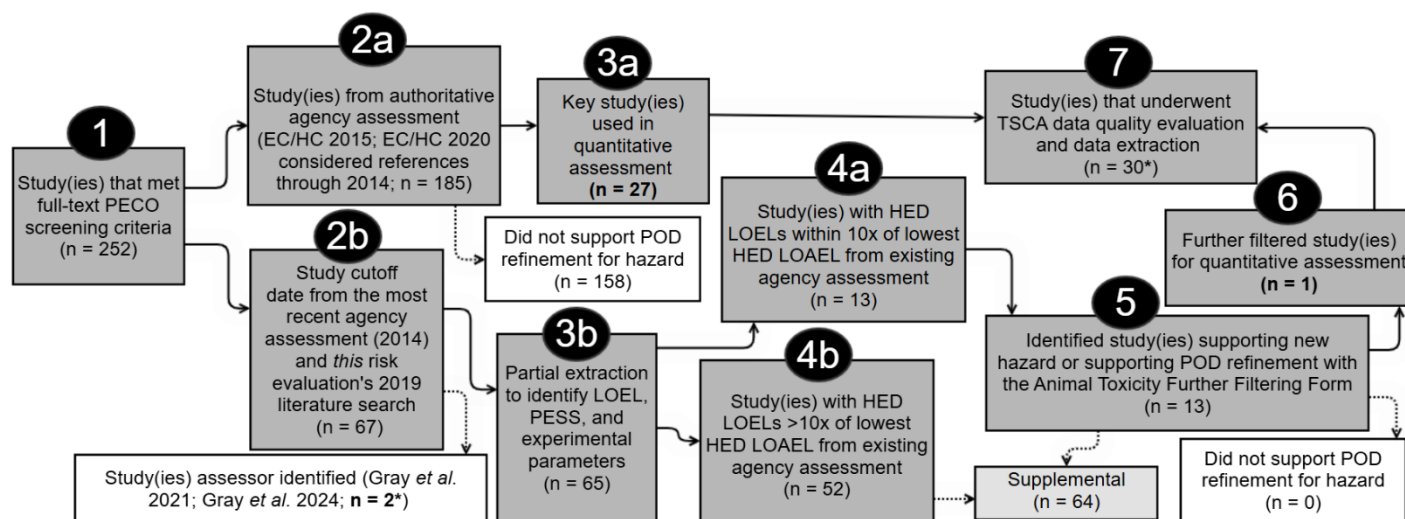 1
Study(ies) that met
full-text PECO
screening criteria
(n = 252)
2a
Study(ies) from authoritative
agency assessment
(EC/HC 2015; EC/HC 2020
considered references
through 2014; n = 185)
2b
Study cutoff
date from the most
recent agency
assessment (2014)
and this risk
evaluation's 2019
literature search
(n = 67)
Study(ies) assessor identified (Gray et al.
2021; Gray et al. 2024; n = 2*)
3a
Key study(ies)
used in
quantitative
assessment
(n = 27)
Did not support POD
refinement for hazard
(n = 158)
3b
Partial extraction
to identify LOEL,
PESS, and
experimental
parameters
(n = 65)
4a
Study(ies) with HED
LOELs within 10x of lowest
HED LOAEL from existing
agency assessment
(n = 13)
4b
Study(ies) with HED
LOELs >10x of lowest
HED LOAEL from existing
agency assessment
(n = 52)
7
Study(ies) that underwent
TSCA data quality evaluation
and data extraction
(n = 30*)
6
Further filtered study(ies)
for quantitative assessment
(n = 1)
5
Identified study(ies) supporting new
hazard or supporting POD refinement with
the Animal Toxicity Further Filtering Form
(n = 13)
Supplemental
(n = 64)
Did not support POD
refinement for hazard
(n = 0)